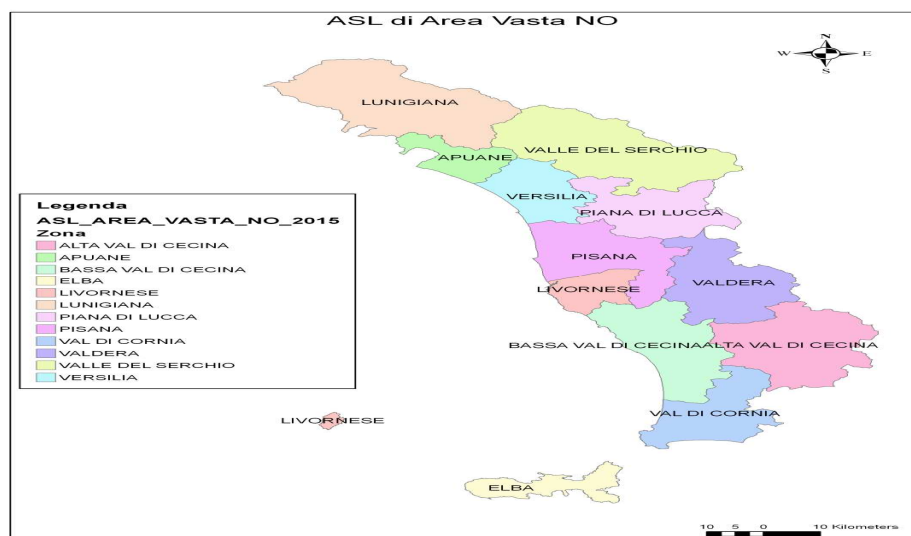 ASL di Area Vasta NO
N
W E
S
LUNIGIANA
VALLE DEL SERCHIO
APUANE
VERSILIA
PIANA DI LUCCA
PISANA
LIVORNESE
VALDERA
BASSA VAL DI CECINA
ALTA VAL DI CECINA
VAL DI CORNIA
LIVORNESE
ELBA
Legenda
ASL_AREA_VASTA_NO_2015
Zona
ALTA VAL DI CECINA
APUANE
BASSA VAL DI CECINA
ELBA
LIVORNESE
LUNIGIANA
PIANA DI LUCCA
PISANA
VAL DI CORNIA
VALDERA
VALLE DEL SERCHIO
VERSILIA
10 5 0 10 Kilometers